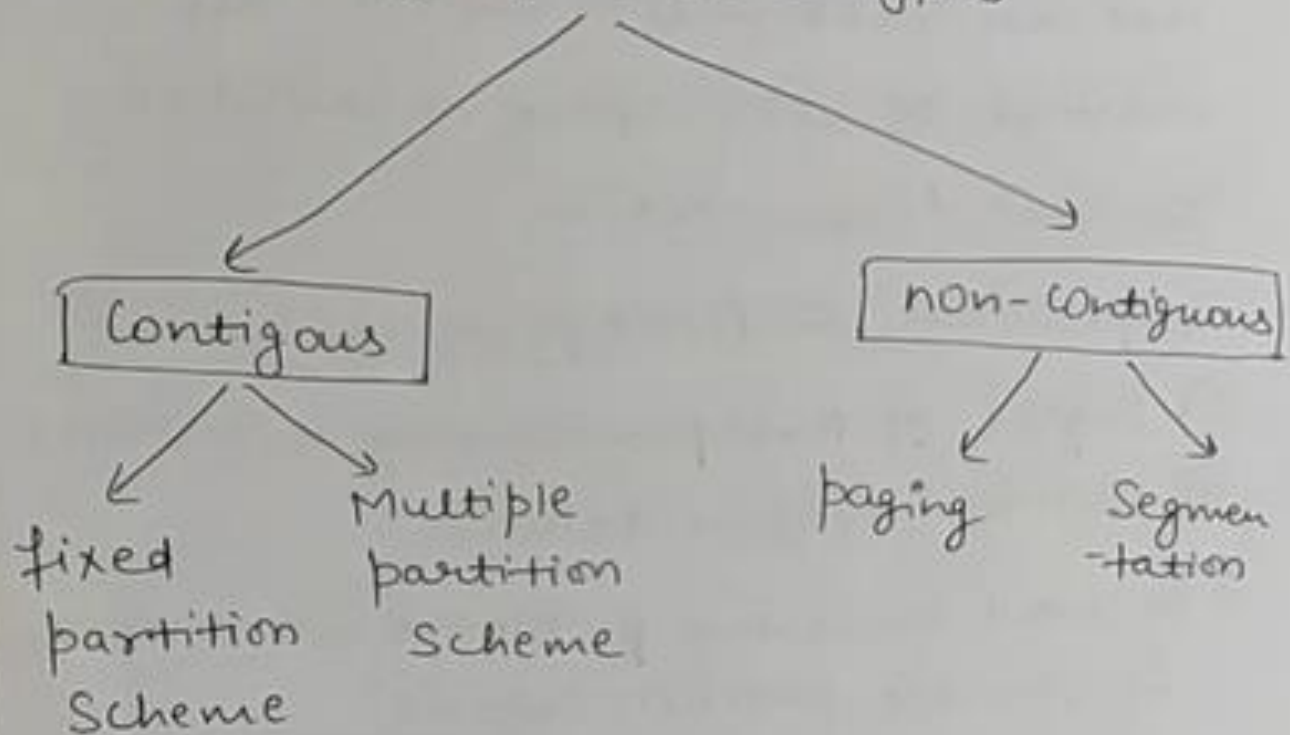 Contigous
non-Contiguous
fixed
partition
Scheme
Multiple
partition
Scheme
paging
Segmen
-tation